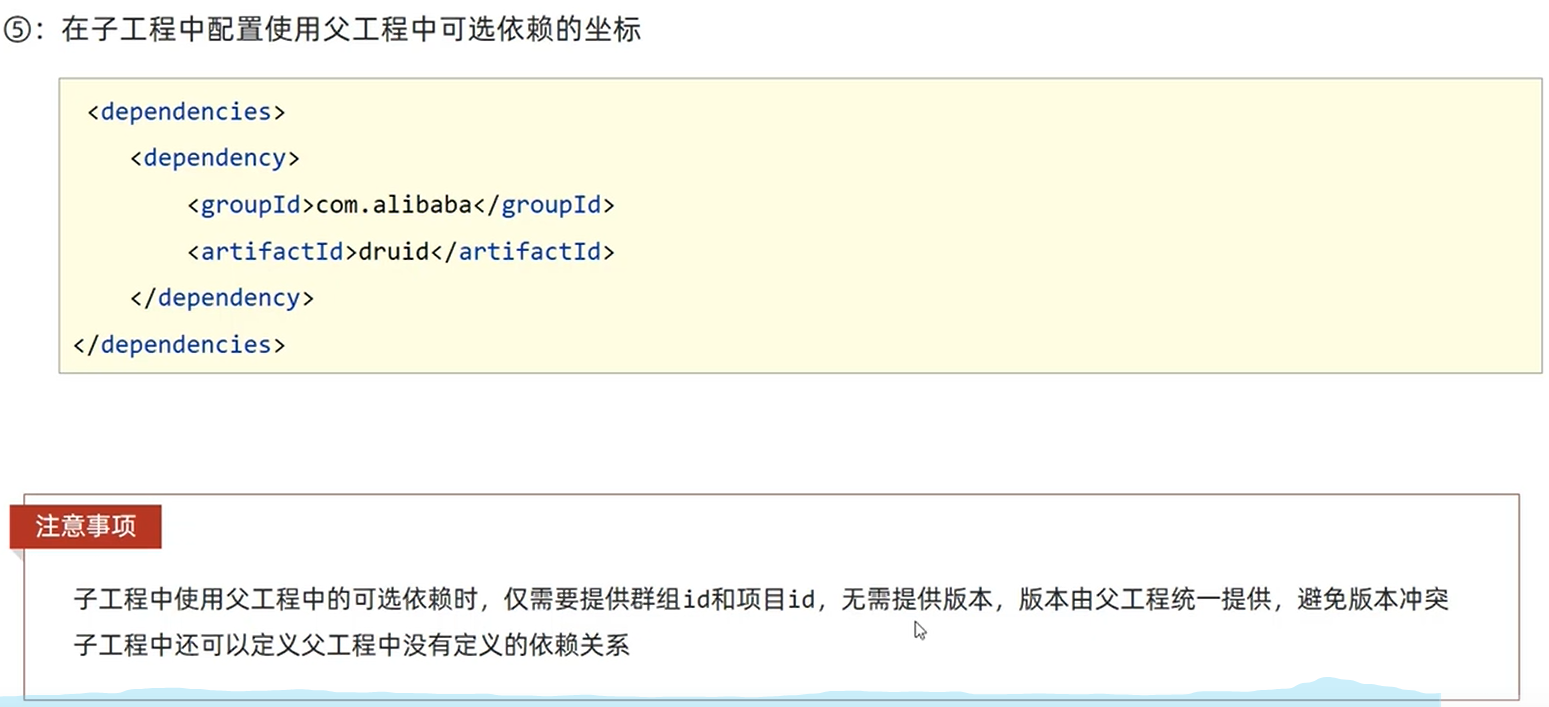 ⑤：在子工程中配置使用父工程中可选依赖的坐标
<dependencies>
<dependency>
<groupId>com.alibaba</groupId>
<artifactId>druid</artifactId>
</dependency>
</dependencies>
注意事项
子工程中使用父工程中的可选依赖时，仅需要提供群组id和项目id，无需提供版本，版本由父工程统一提供，避免版本冲突
子工程中还可以定义父工程中没有定义的依赖关系